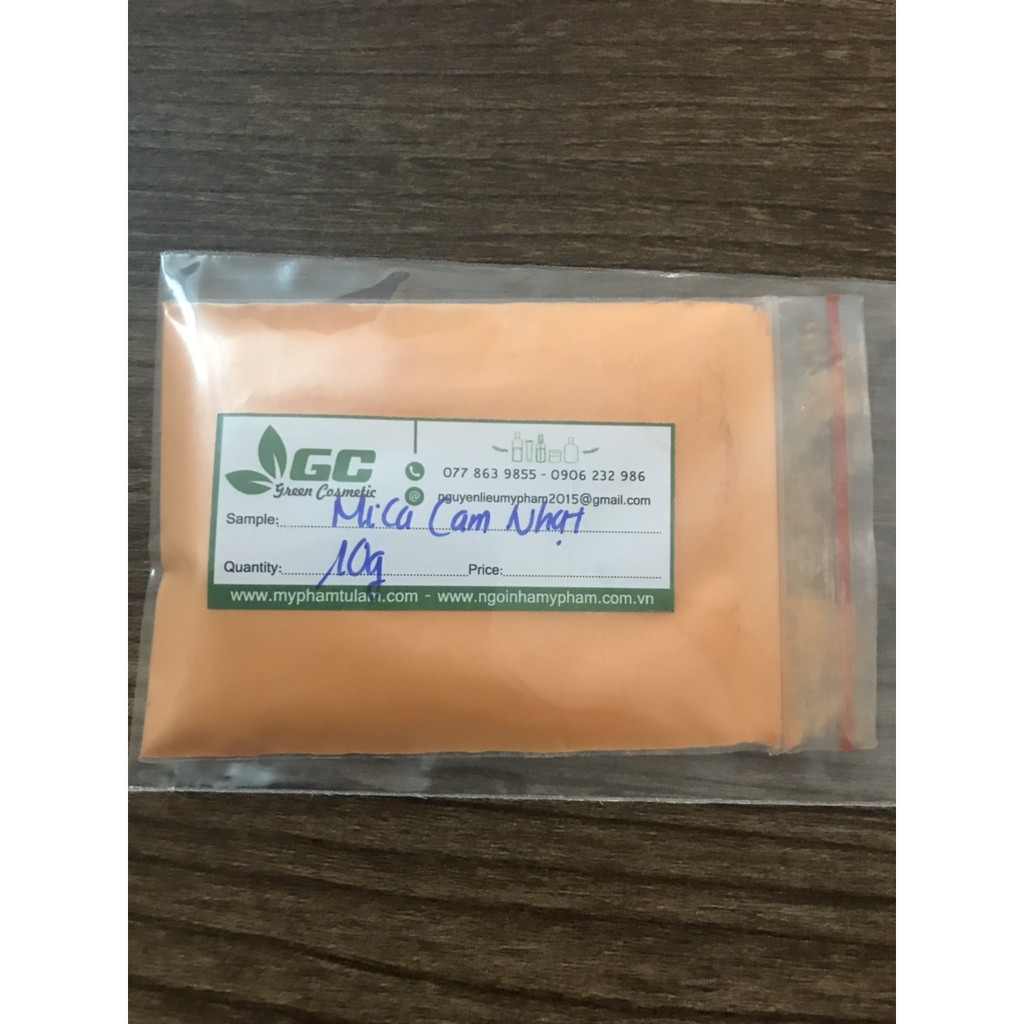 GC
Green Cosmetic
077 863 9855 - 0906 232 986
@ nguyenlieumypham2015@gmail.com
Sample: Mica Cam Nhạt
Quantity: 10g Price:
www.myphamtulam.com - www.ngoinhamypham.com.vn